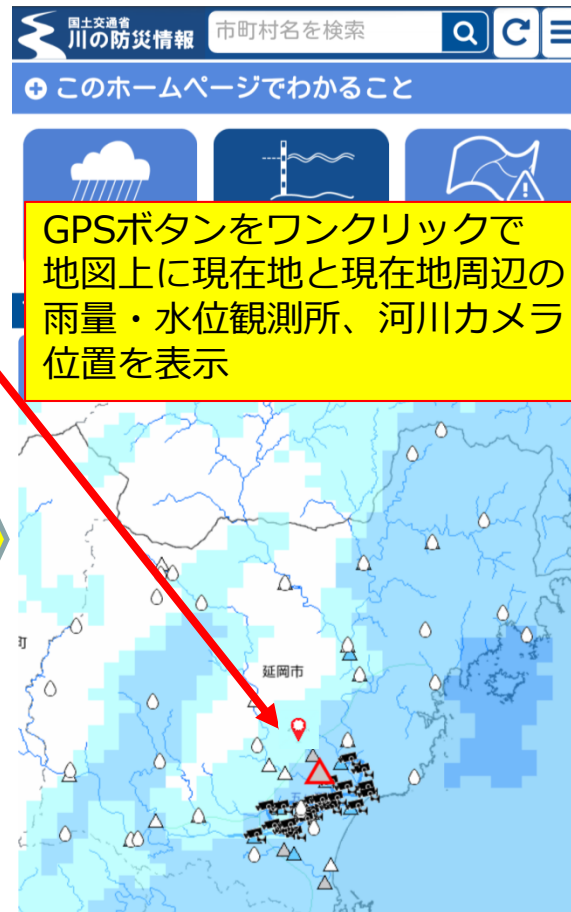 国土交通省
川の防災情報
市町村名を検索
このホームページでわかること
GPSボタンをワンクリックで
地図上に現在地と現在地周辺の
雨量・水位観測所、河川カメラ
位置を表示
町
延岡市